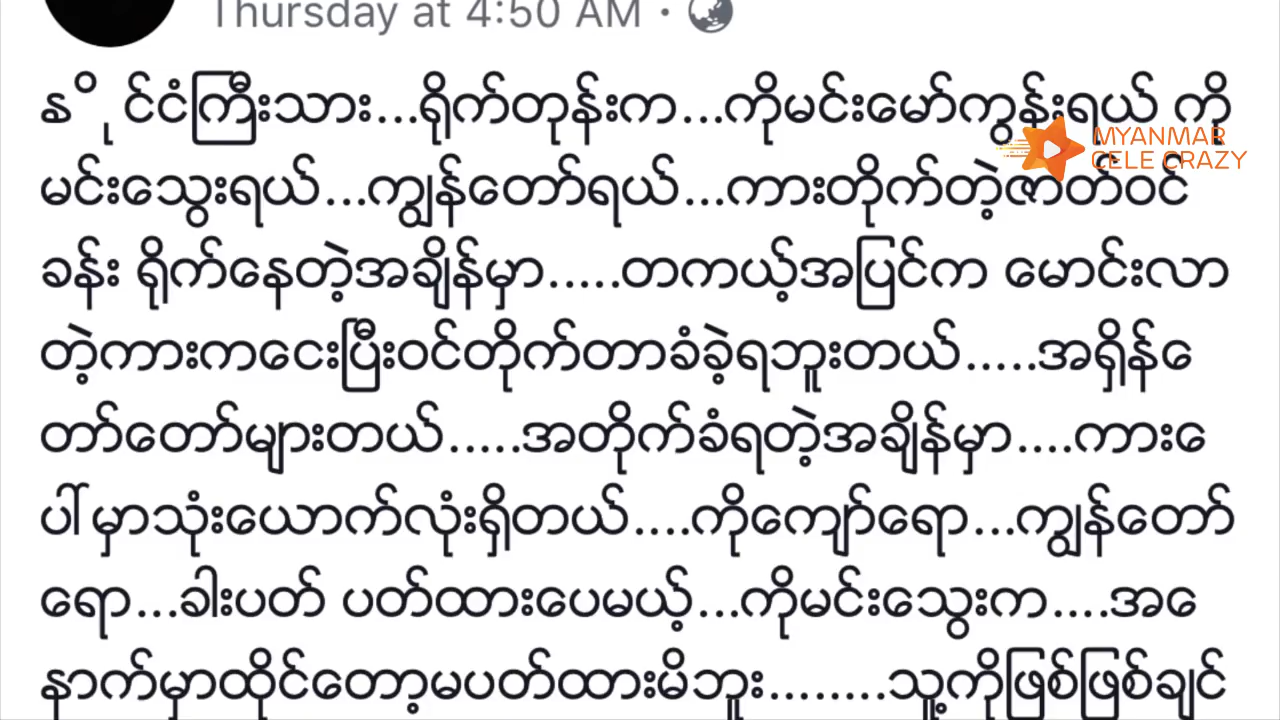 Thursday at 4:50 AM ·
နိုင်ငံကြီးသား...ရိုက်တုန်းက...ကိုမင်းမော်ကွန်းရယ် ကို
MYANMAR
CELE CRAZY
မင်းသွေးရယ်...ကျွန်တော်ရယ်...ကားတိုက်တဲ့ဇာတ်ဝင်
ခန်း ရိုက်နေတဲ့အချိန်မှာ.....တကယ့်အပြင်က မောင်းလာ
တဲ့ကားကငေးပြီးဝင်တိုက်တာခံခဲ့ရဘူးတယ်.....အရှိန်ေ
တာ်တော်များတယ်.....အတိုက်ခံရတဲ့အချိန်မှာ....ကားေ
ပါ်မှာသုံးယောက်လုံးရှိတယ်....ကိုကျော်ရော...ကျွန်တော်
ရော...ခါးပတ် ပတ်ထားပေမယ့်...ကိုမင်းသွေးက....အေ
နာက်မှာထိုင်တော့မပတ်ထားမိဘူး........သူ့ကိုဖြစ်ဖြစ်ချင်